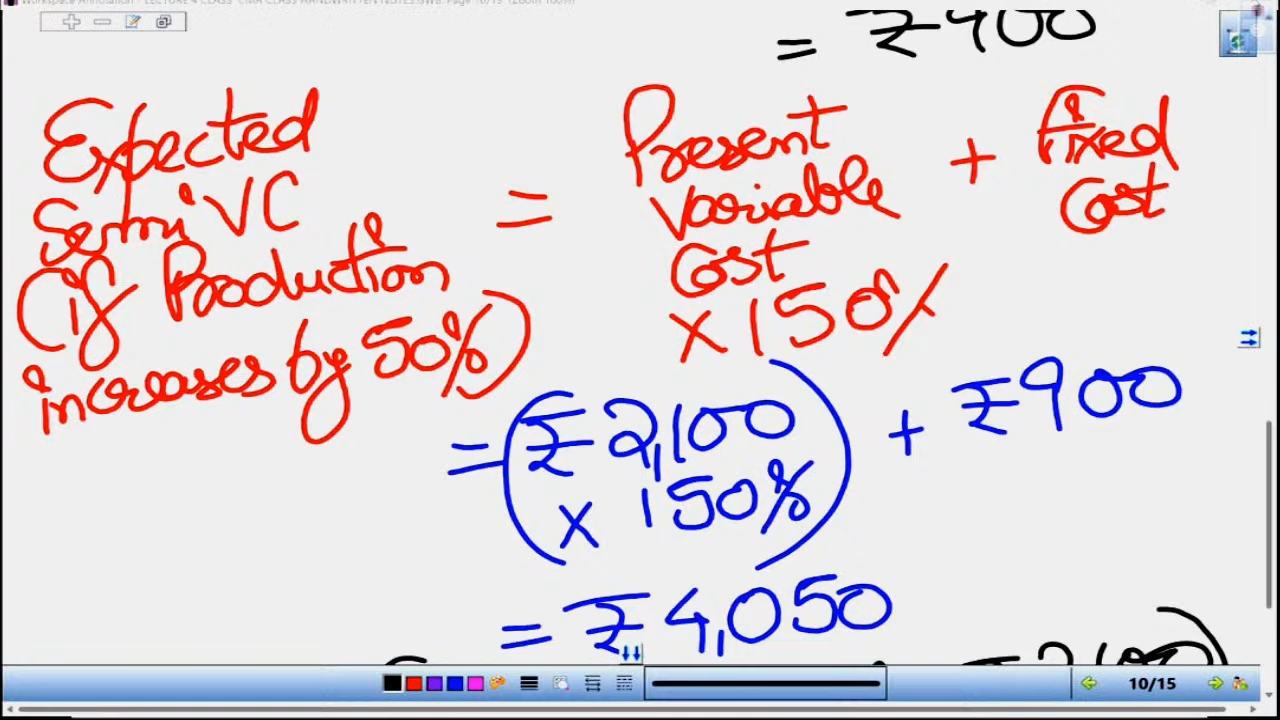 = ₹900
Expected Semi VC (if Production increases by 50%) = Present Variable Cost × 150% + Fixed Cost
= (₹2,100 × 150%) + ₹900
= ₹4,050
10/15